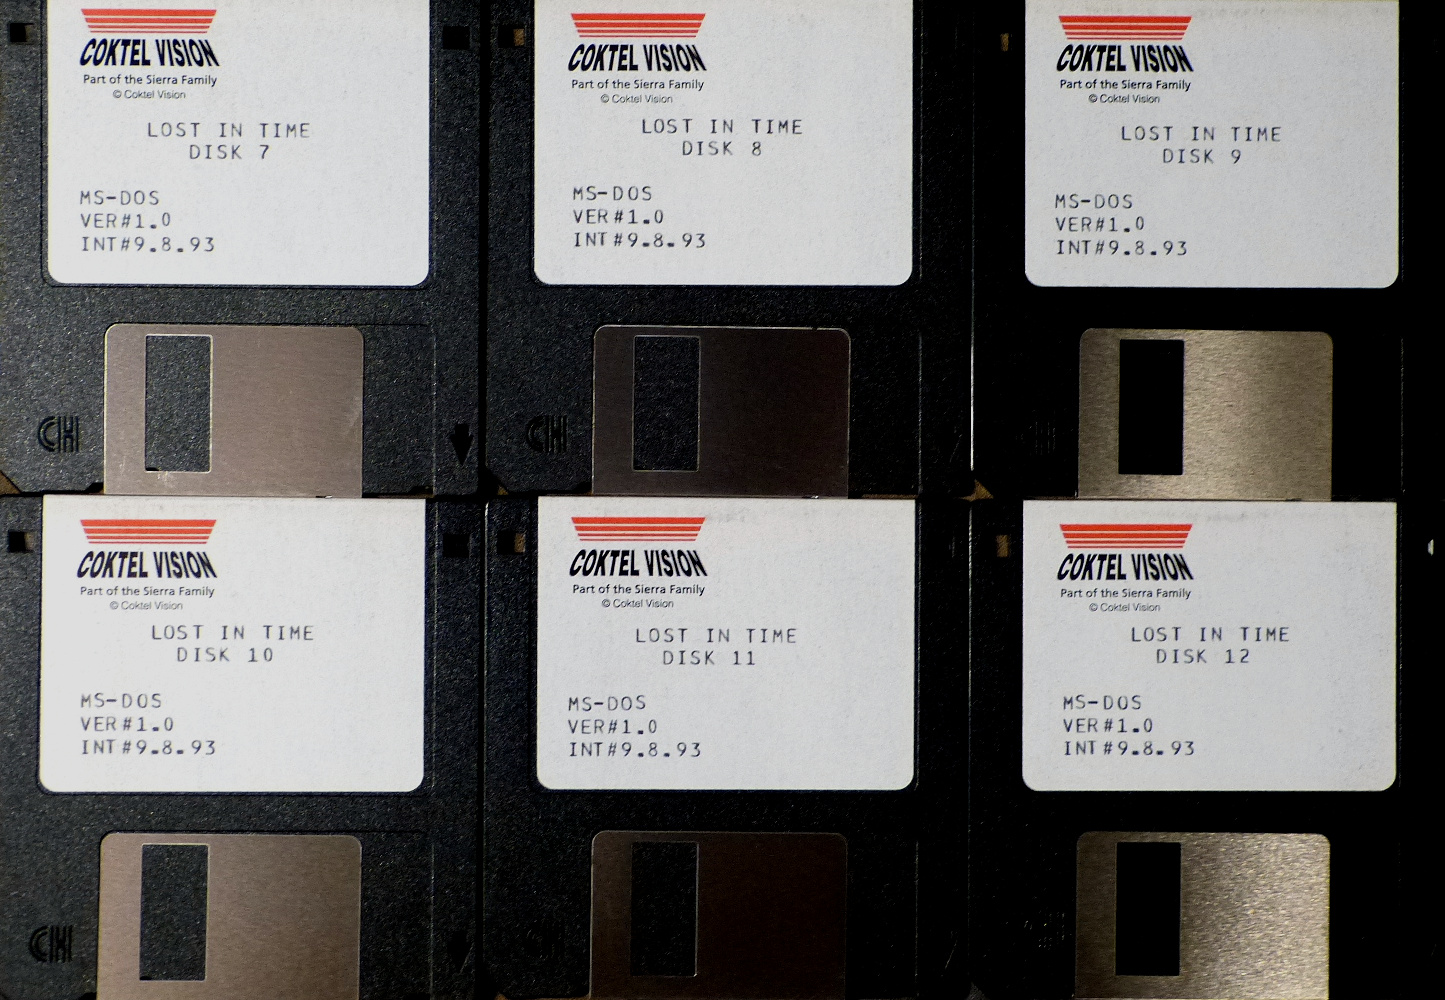 COKTEL VISION
Part of the Sierra Family
© Coktel Vision
LOST IN TIME
DISK 7
MS-DOS
VER#1.0
INT#9.8.93
COKTEL VISION
Part of the Sierra Family
© Coktel Vision
LOST IN TIME
DISK 8
MS-DOS
VER#1.0
INT#9.8.93
COKTEL VISION
Part of the Sierra Family
© Coktel Vision
LOST IN TIME
DISK 9
MS-DOS
VER#1.0
INT#9.8.93
COKTEL VISION
Part of the Sierra Family
© Coktel Vision
LOST IN TIME
DISK 10
MS-DOS
VER#1.0
INT#9.8.93
COKTEL VISION
Part of the Sierra Family
© Coktel Vision
LOST IN TIME
DISK 11
MS-DOS
VER#1.0
INT#9.8.93
COKTEL VISION
Part of the Sierra Family
© Coktel Vision
LOST IN TIME
DISK 12
MS-DOS
VER#1.0
INT#9.8.93